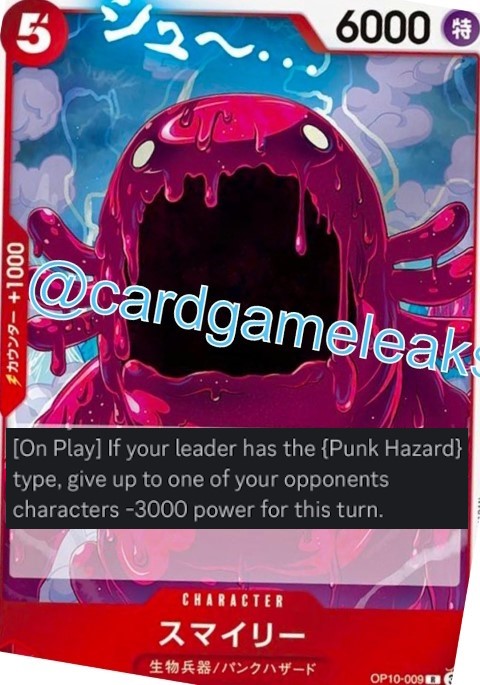 5
シュ〜...
6000 特
カウンター +1000
@cardgameleaks
[On Play] If your leader has the {Punk Hazard}
type, give up to one of your opponents
characters -3000 power for this turn.
CHARACTER
スマイリー
生物兵器/パンクハザード
OP10-009 R